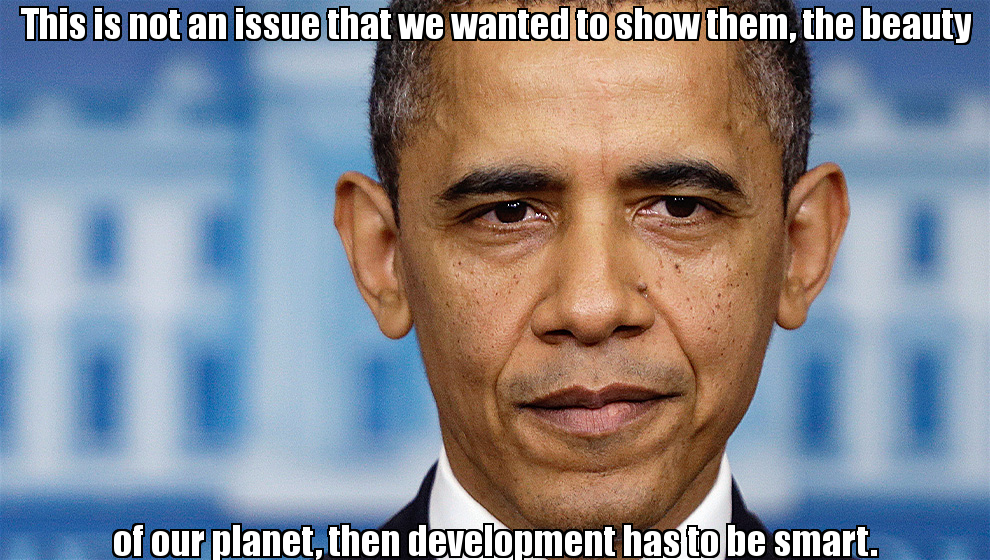 This is not an issue that we wanted to show them, the beauty
of our planet, then development has to be smart.